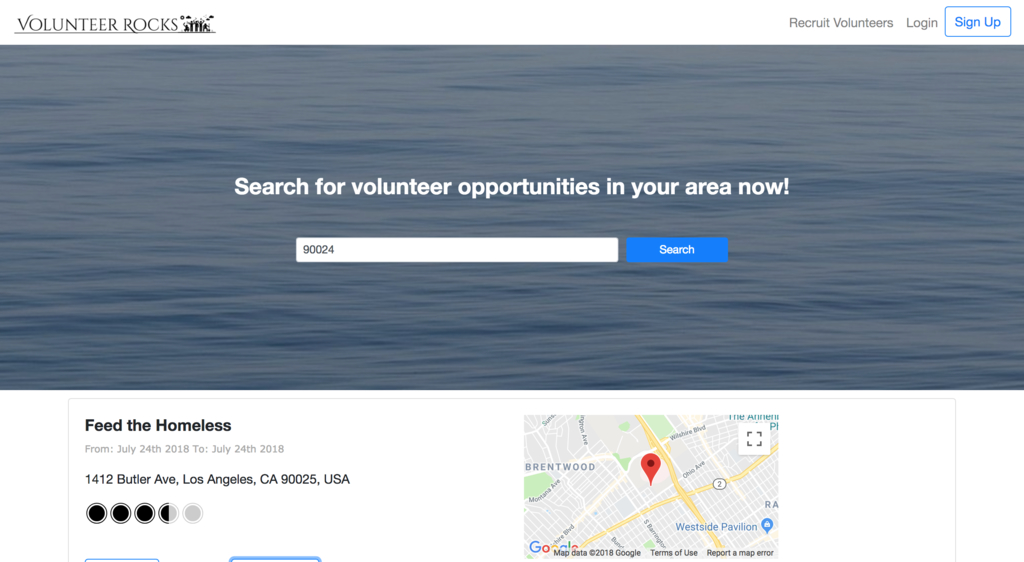 VOLUNTEER ROCKS
Recruit Volunteers Login Sign Up
Search for volunteer opportunities in your area now!
90024 Search
Feed the Homeless
From: July 24th 2018 To: July 24th 2018
1412 Butler Ave, Los Angeles, CA 90025, USA
Wilshire Blvd
BRENTWOOD
Ohio Ave
Montana Ave
2
RA
Westside Pavilion
Google
Map data ©2018 Google Terms of Use Report a map error